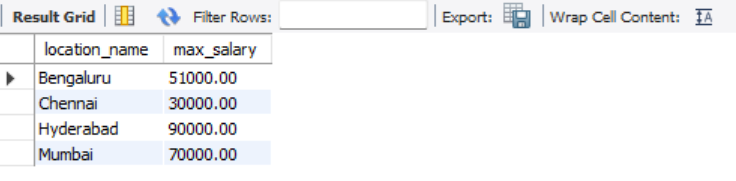 Result Grid Filter Rows: Export: Wrap Cell Content: IA
location_name max_salary
Bengaluru 51000.00
Chennai 30000.00
Hyderabad 90000.00
Mumbai 70000.00